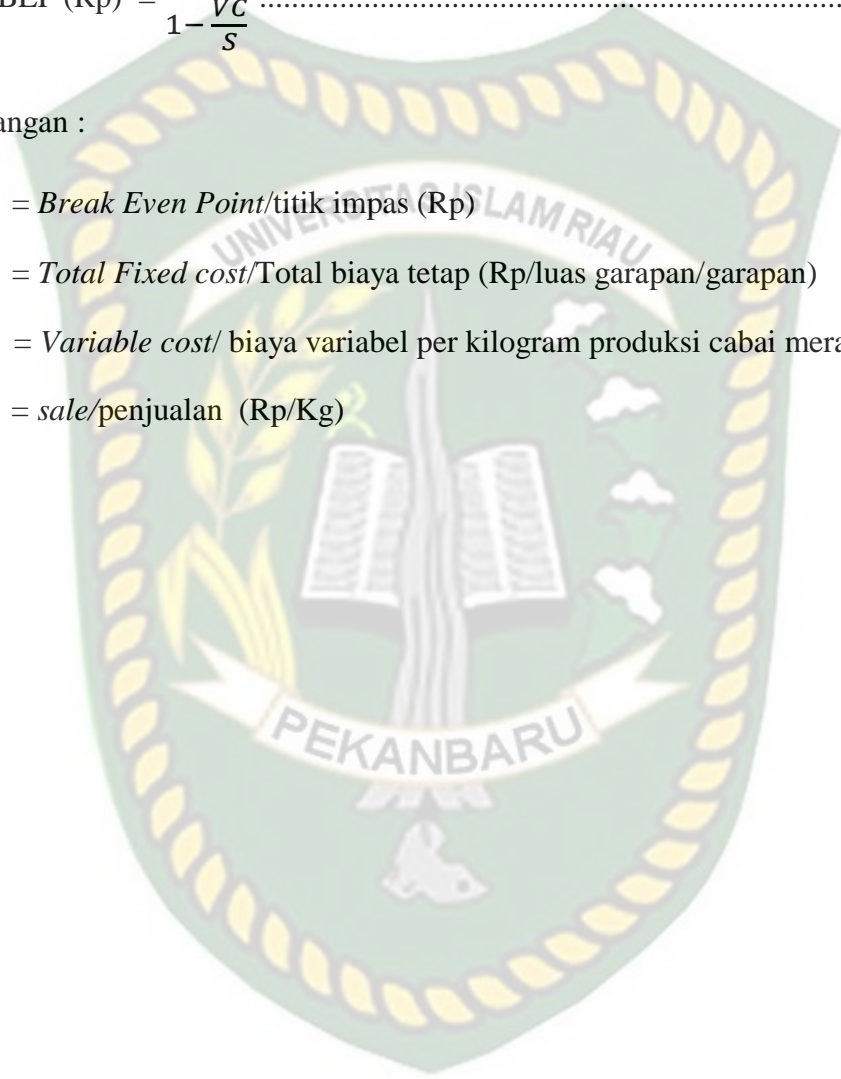 BEP (Rp) = 1− VC/S ................................................................................
angan :
= Break Even Point/titik impas (Rp)
UNIVERSITAS ISLAM RIAU
= Total Fixed cost/Total biaya tetap (Rp/luas garapan/garapan)
= Variable cost/ biaya variabel per kilogram produksi cabai mera
= sale/penjualan (Rp/Kg)
PEKANBARU